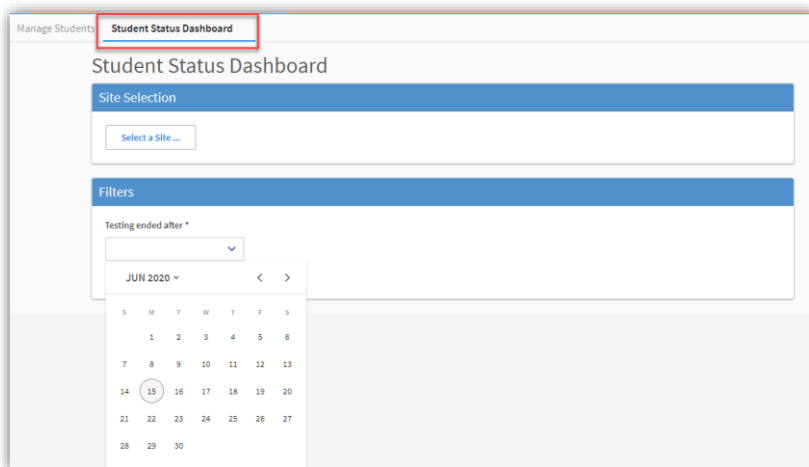 Manage Students Student Status Dashboard
Student Status Dashboard
Site Selection
Select a Site ...
Filters
Testing ended after *
JUN 2020
S M T W T F S
1 2 3 4 5 6
7 8 9 10 11 12 13
14 15 16 17 18 19 20
21 22 23 24 25 26 27
28 29 30